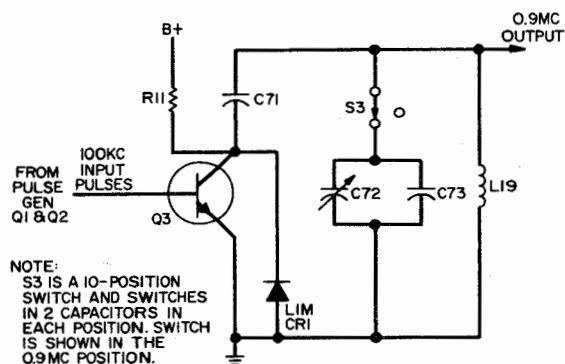 0.9MC
OUTPUT
B+
R11
C71
S3
100KC
INPUT
PULSES
FROM
PULSE
GEN
Q1 & Q2
C72
C73
L19
Q3
NOTE:
S3 IS A 10-POSITION
SWITCH AND SWITCHES
IN 2 CAPACITORS IN
EACH POSITION. SWITCH
IS SHOWN IN THE
0.9MC POSITION.
LIM
CR1